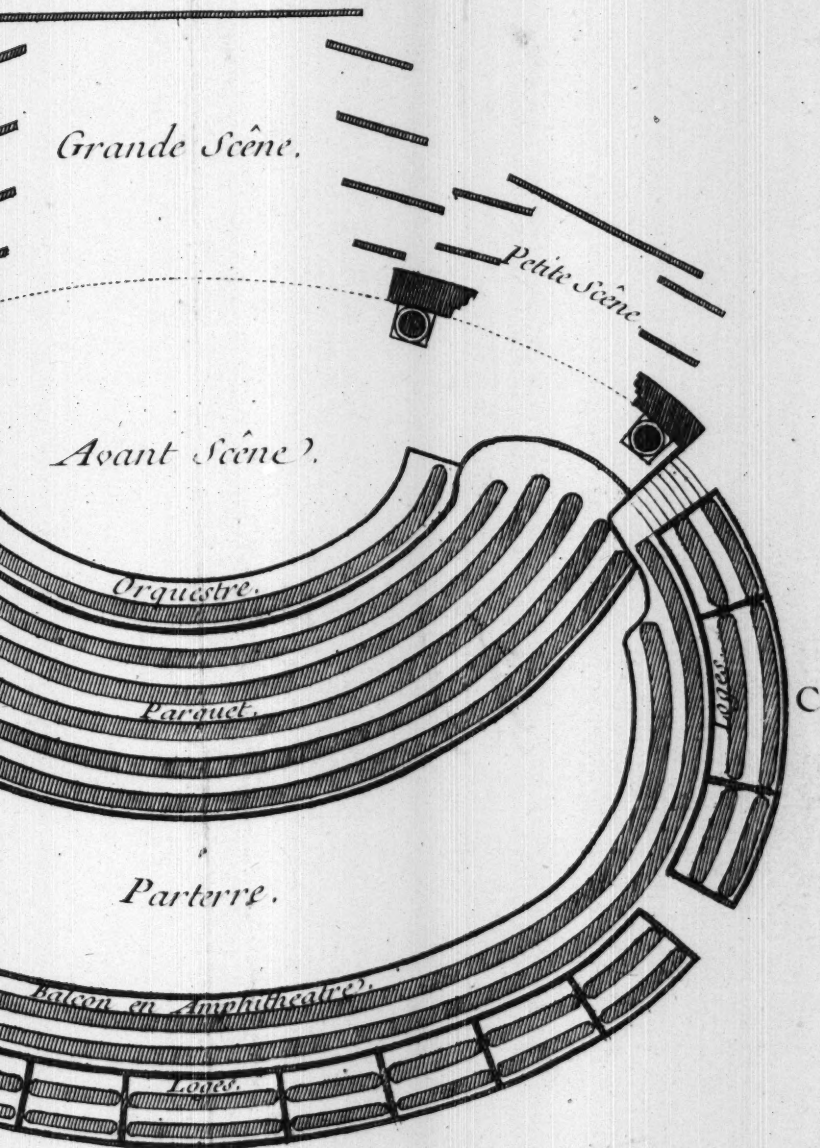 Grande Scêne.
Petite Scêne
Avant Scêne.
Orquestre.
Parquet.
Loges.
C
Parterre.
Balcon en Amphitheatre.
Loges.